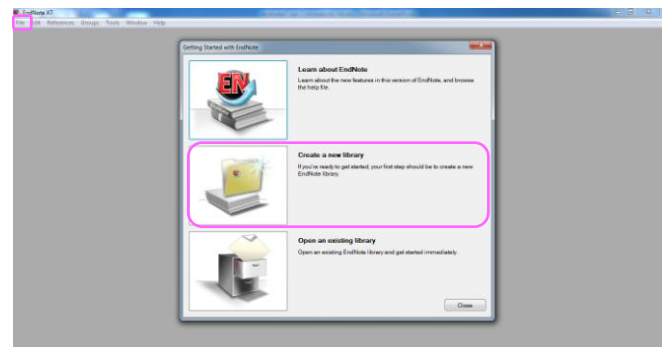 EndNote X7
File Edit References Groups Tools Window Help
Getting Started with EndNote
EN
Learn about EndNote
Learn about the new features in this version of EndNote, and browse
the help file.
Create a new library
If you're ready to get started, your first step should be to create a new
EndNote library.
Open an existing library
Open an existing EndNote library and get started immediately.
Close